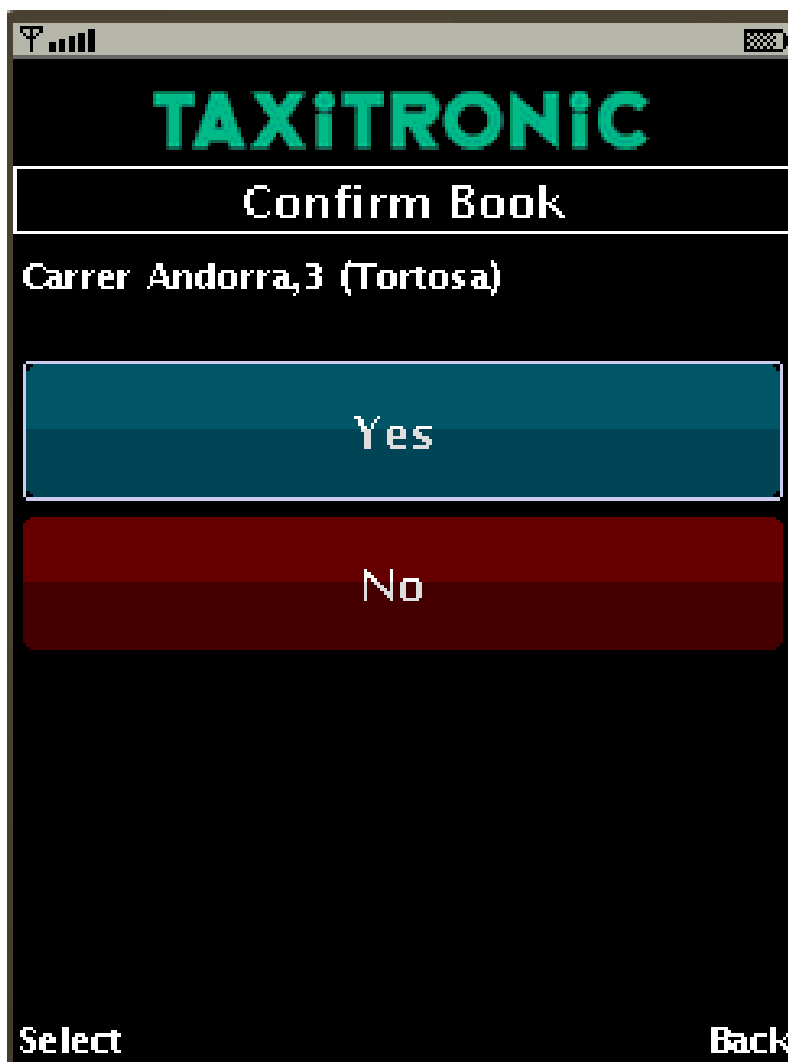 TAXiTRONiC
Confirm Book
Carrer Andorra,3 (Tortosa)
Yes
No
Select Back